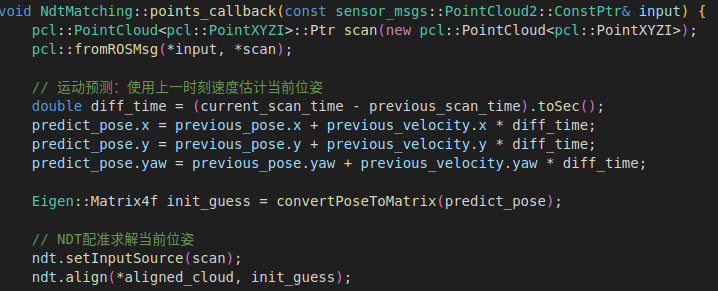 void NdtMatching::points_callback(const sensor_msgs::PointCloud2::ConstPtr& input) {
    pcl::PointCloud<pcl::PointXYZI>::Ptr scan(new pcl::PointCloud<pcl::PointXYZI>);
    pcl::fromROSMsg(*input, *scan);
    // 运动预测：使用上一时刻速度估计当前位姿
    double diff_time = (current_scan_time - previous_scan_time).toSec();
    predict_pose.x = previous_pose.x + previous_velocity.x * diff_time;
    predict_pose.y = previous_pose.y + previous_velocity.y * diff_time;
    predict_pose.yaw = previous_pose.yaw + previous_velocity.yaw * diff_time;
    Eigen::Matrix4f init_guess = convertPoseToMatrix(predict_pose);
    // NDT配准求解当前位姿
    ndt.setInputSource(scan);
    ndt.align(*aligned_cloud, init_guess);